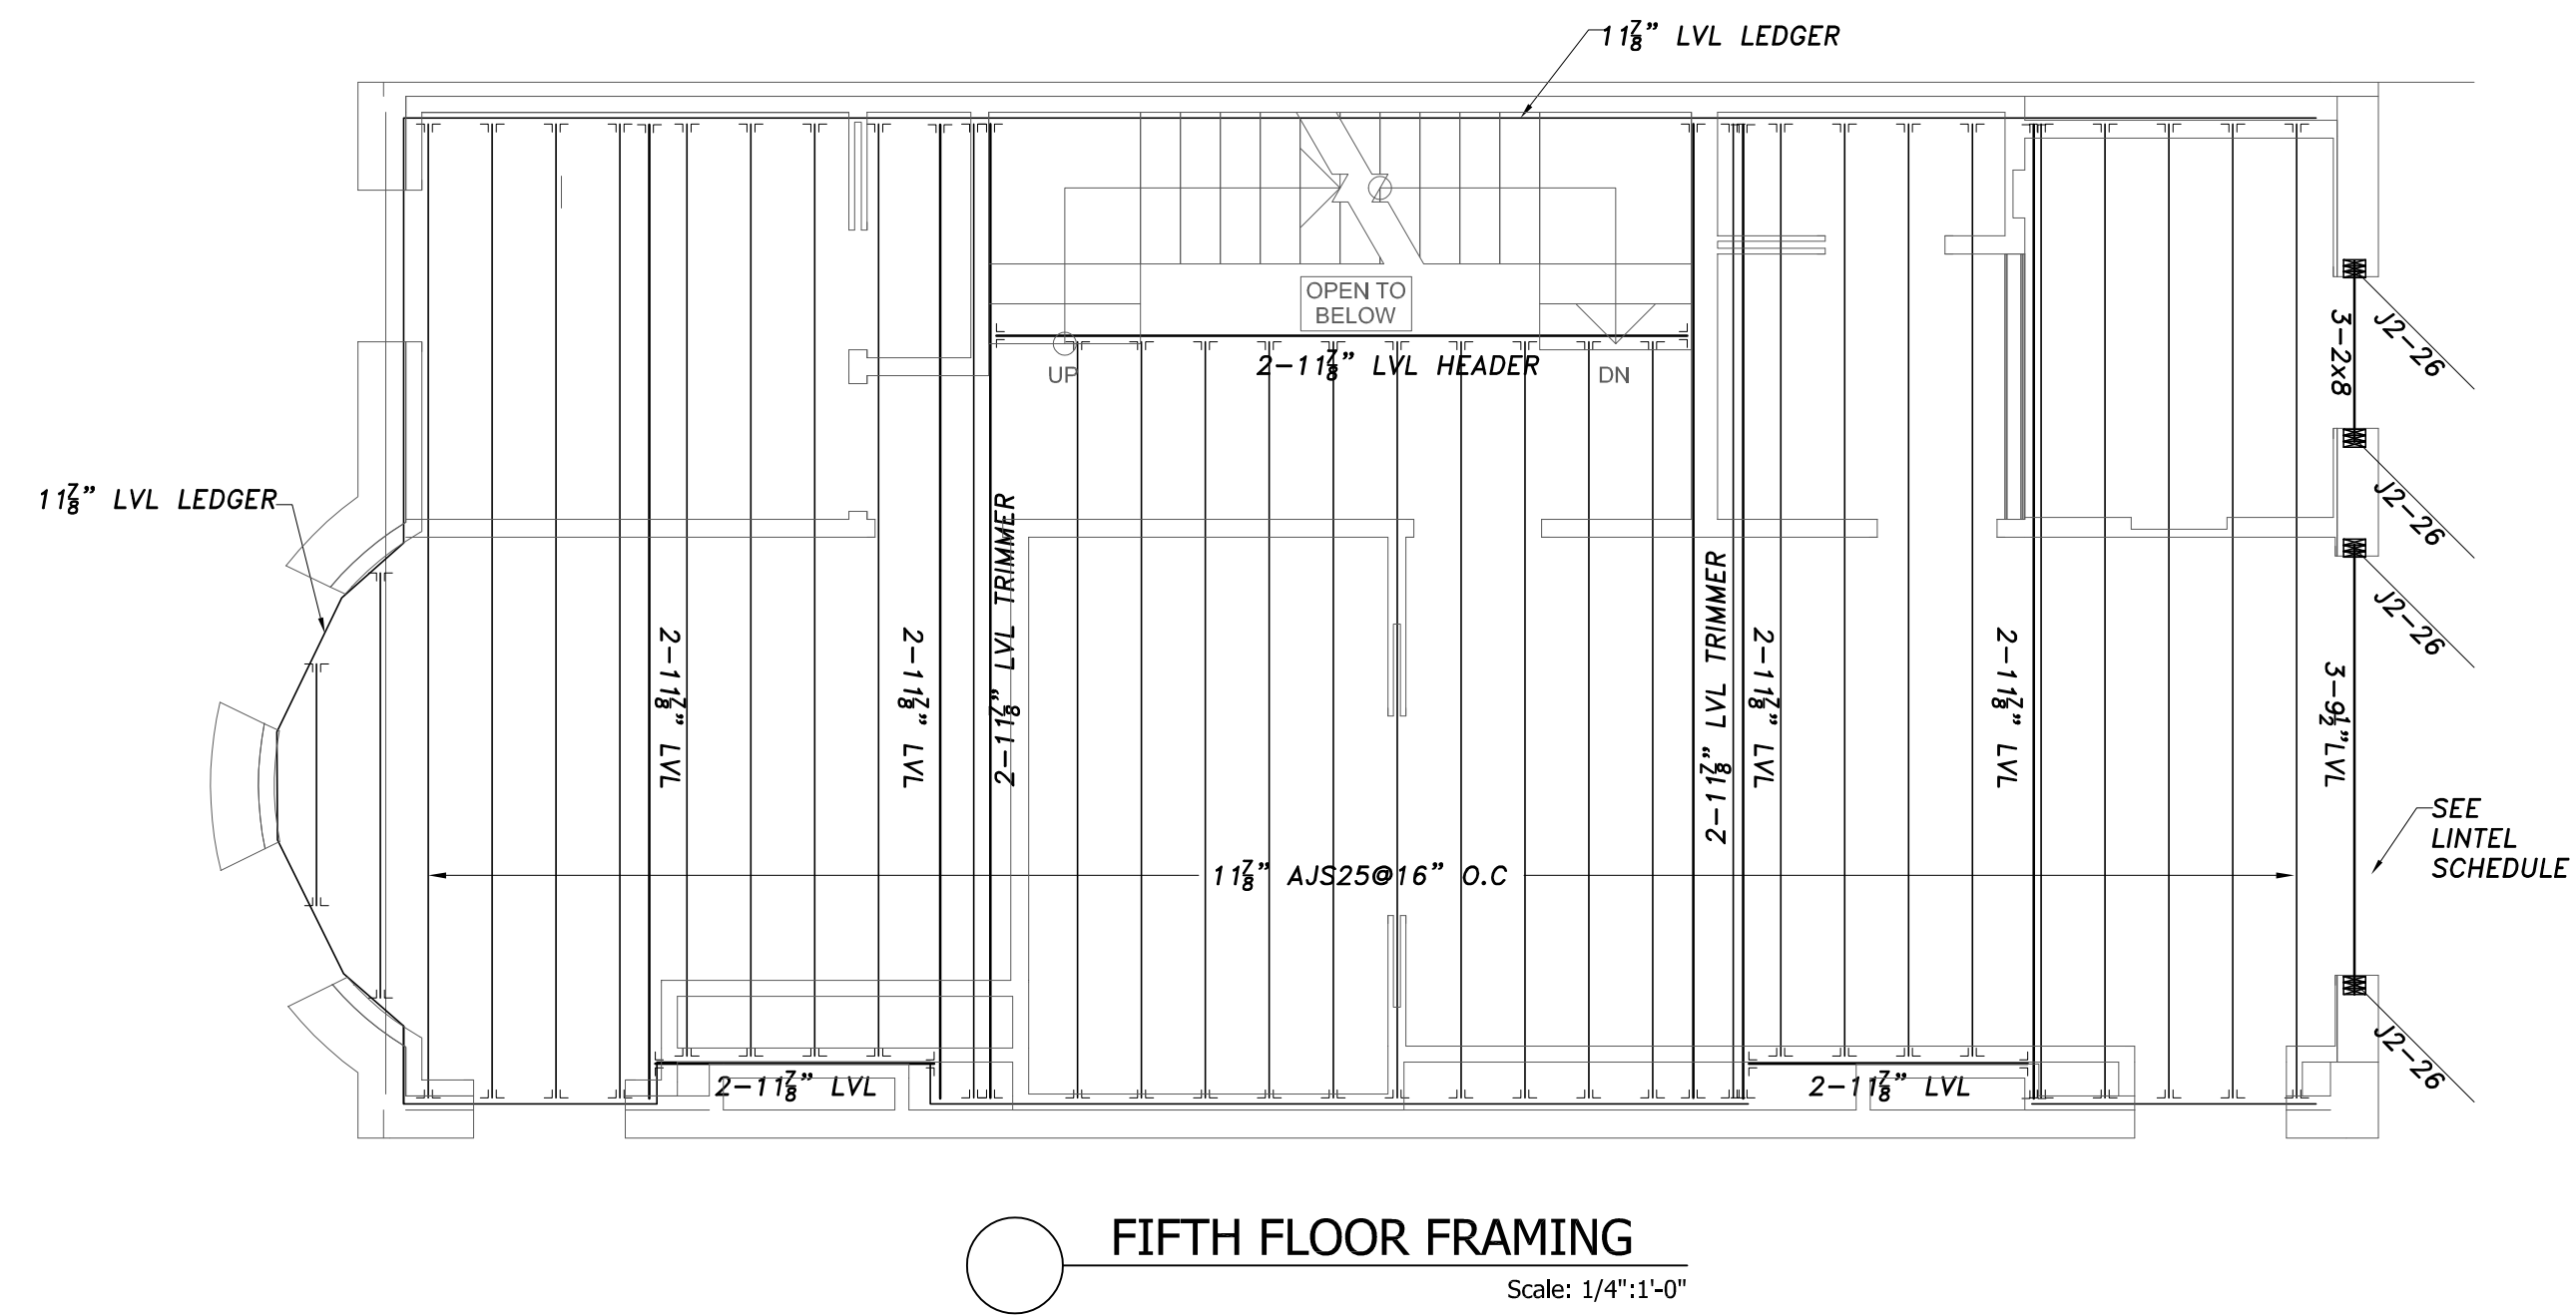 11⅞” LVL LEDGER
OPEN TO
BELOW
2-11⅞” LVL HEADER
UP
DN
3-2x8
J2-26
J2-26
11⅞” LVL LEDGER
J2-26
2-11⅞” LVL
2-11⅞” LVL
2-11⅞” LVL TRIMMER
2-11⅞” LVL TRIMMER
2-11⅞” LVL
2-11⅞” LVL
3-9½”LVL
SEE
LINTEL
SCHEDULE
11⅞” AJS25@16” O.C
J2-26
2-11⅞” LVL
2-11⅞” LVL
FIFTH FLOOR FRAMING
Scale: 1/4":1'-0"